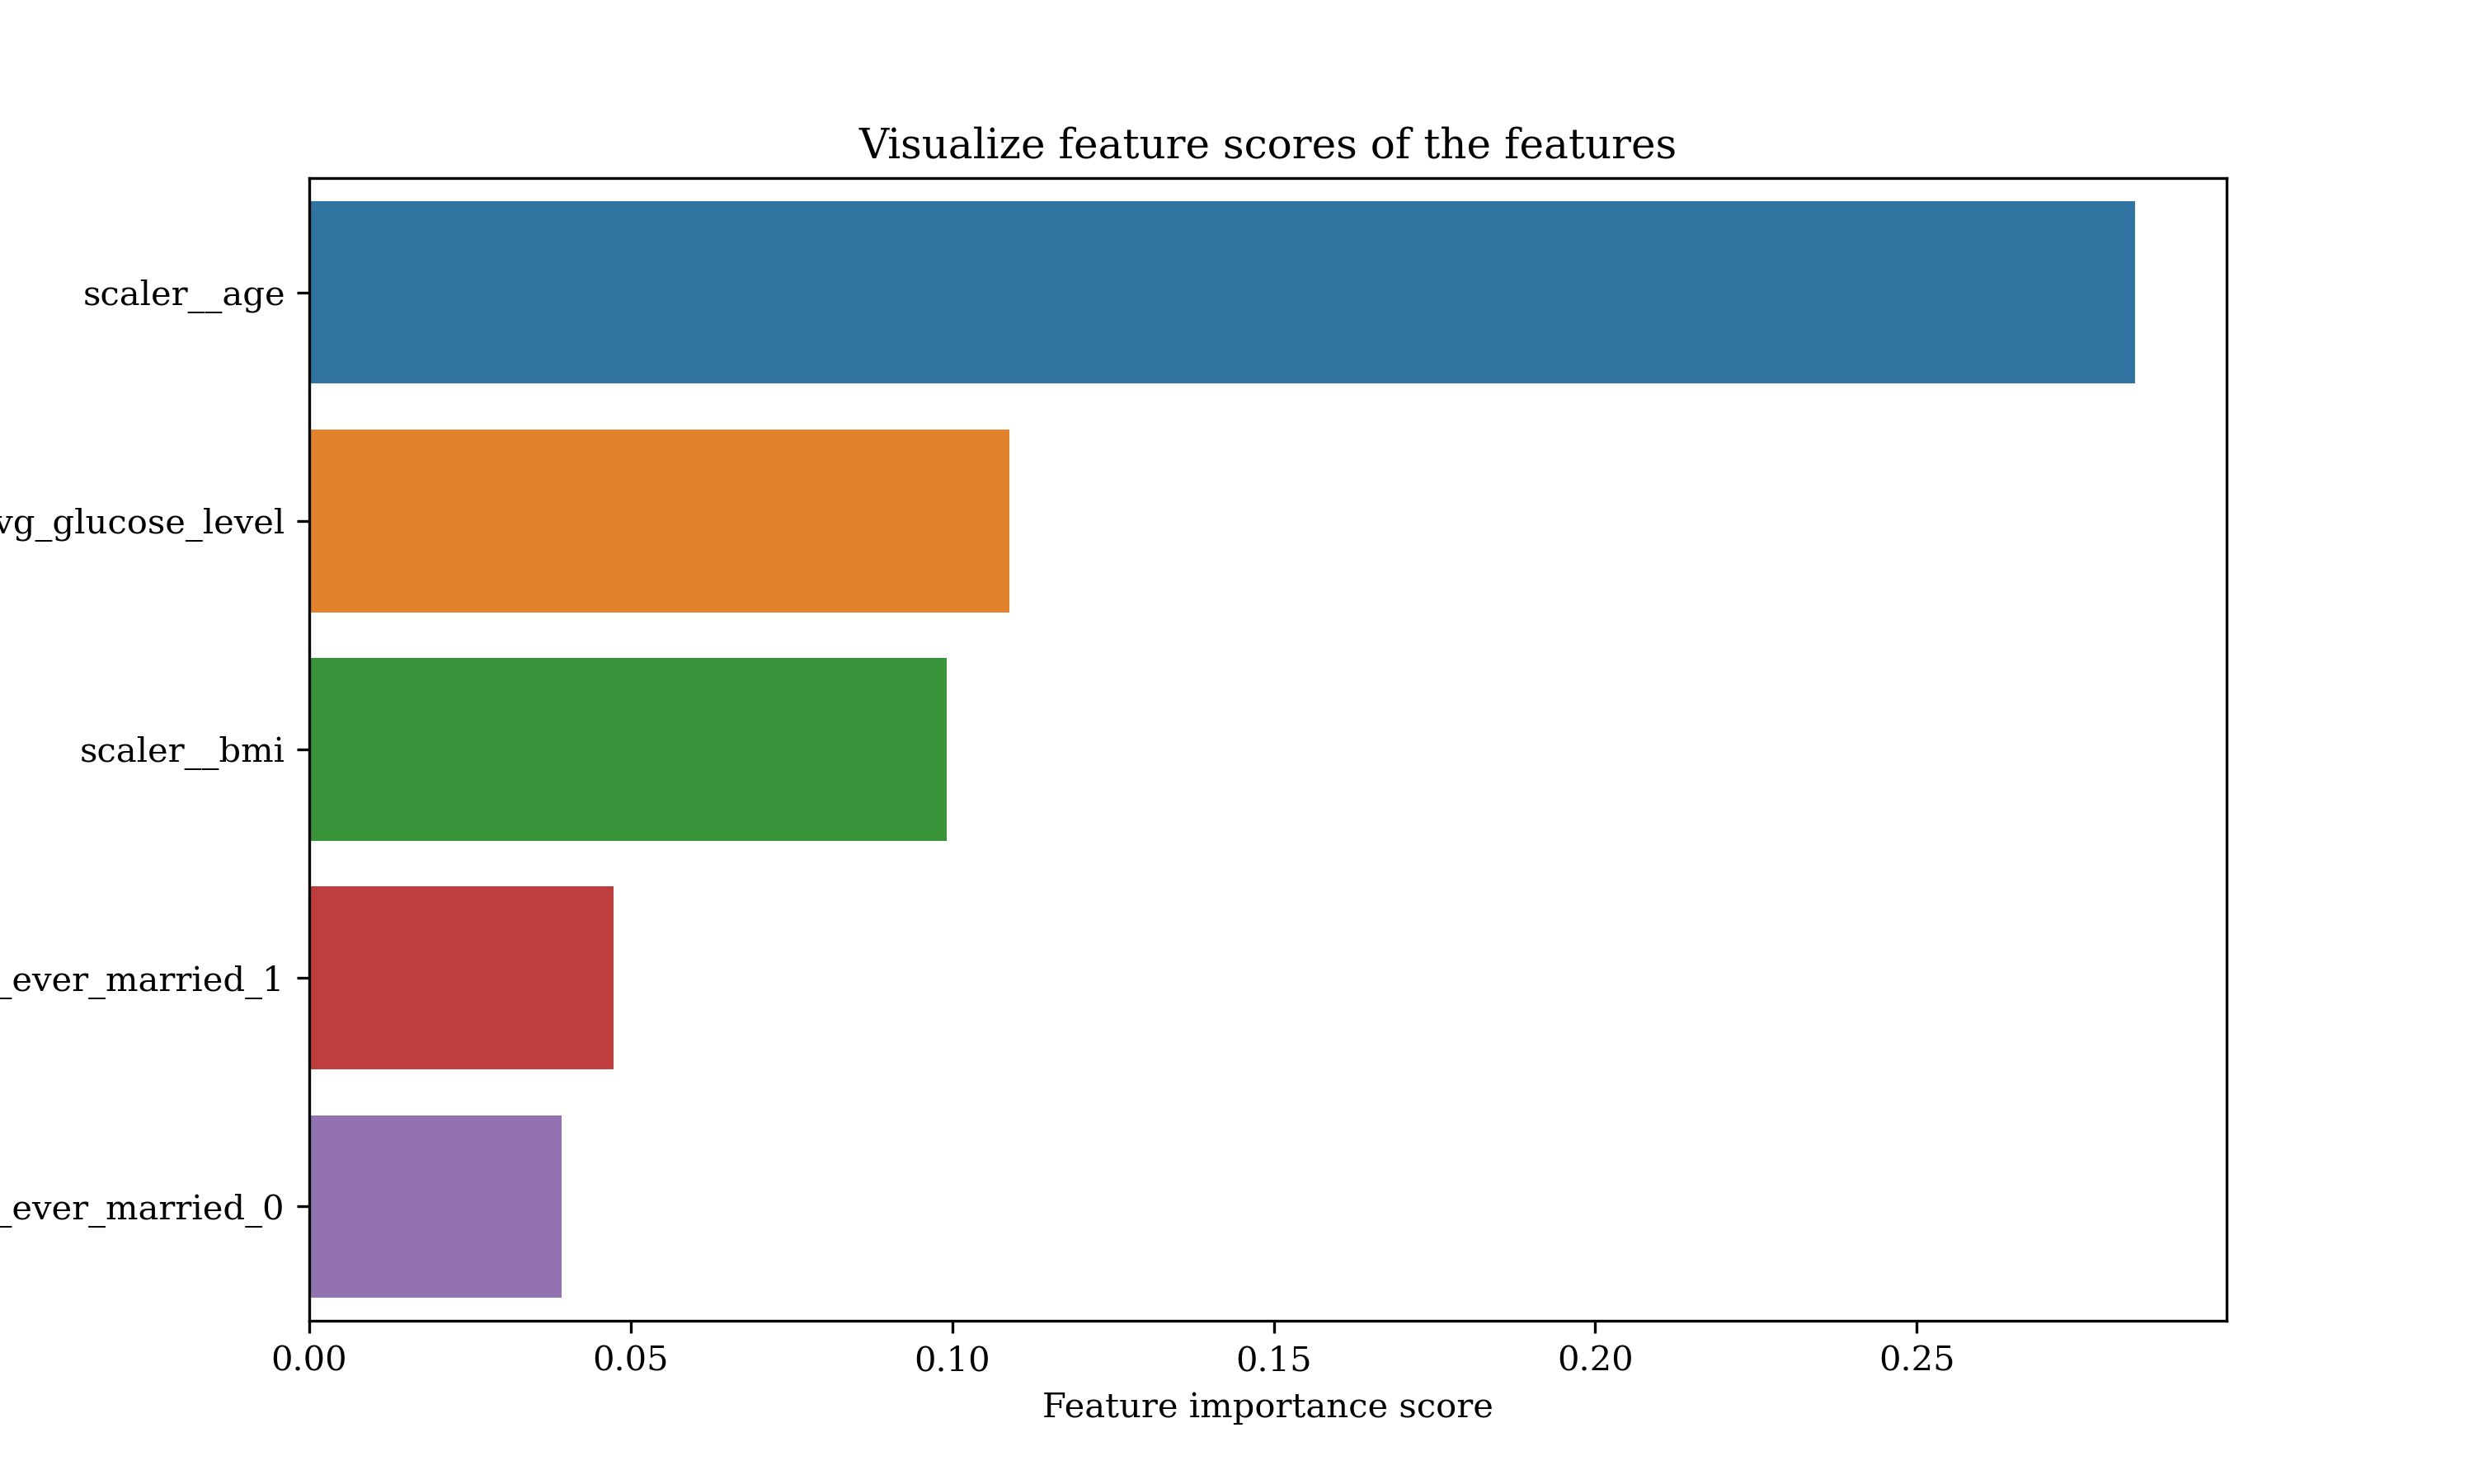 Visualize feature scores of the features
scaler__age
vg_glucose_level
scaler__bmi
_ever_married_1
_ever_married_0
0.00 0.05 0.10 0.15 0.20 0.25
Feature importance score